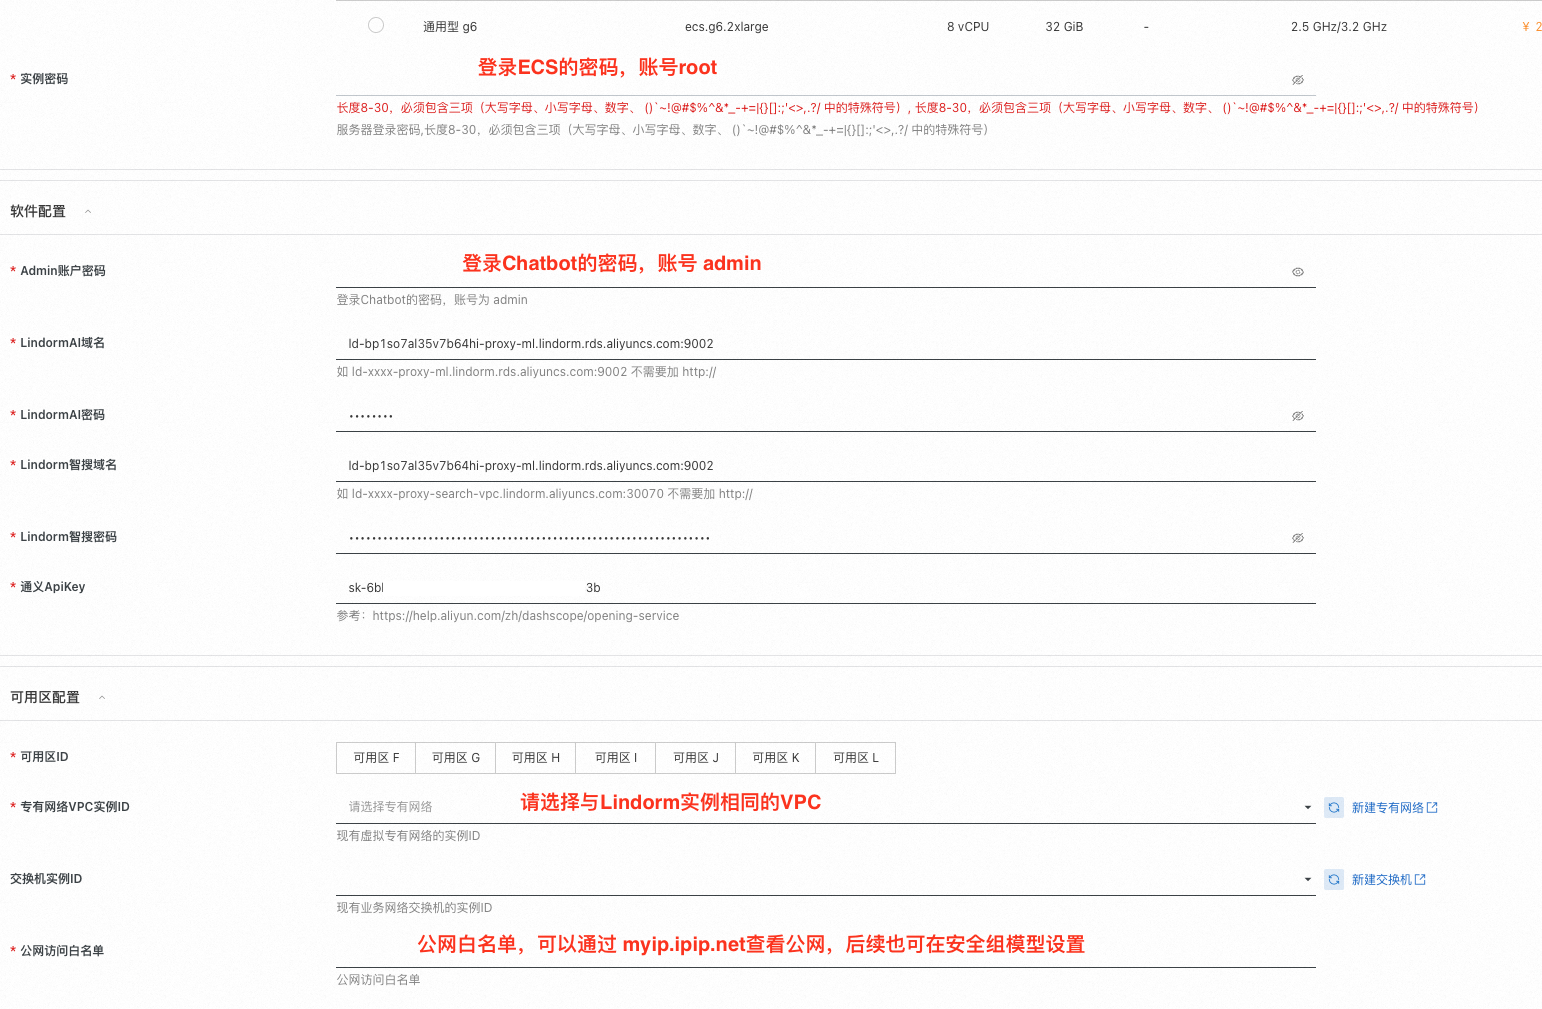 通用型 g6 ecs.g6.2xlarge 8 vCPU 32 GiB - 2.5 GHz/3.2 GHz ¥ 2
* 实例密码 登录ECS的密码，账号root
长度8-30，必须包含三项（大写字母、小写字母、数字、 ()`~!@#$%^&*_-+=|{}[]:;'<>,.?/ 中的特殊符号）, 长度8-30，必须包含三项（大写字母、小写字母、数字、 ()`~!@#$%^&*_-+=|{}[]:;'<>,.?/ 中的特殊符号）
服务器登录密码,长度8-30，必须包含三项（大写字母、小写字母、数字、 ()`~!@#$%^&*_-+=|{}[]:;'<>,.?/ 中的特殊符号）
软件配置
* Admin账户密码 登录Chatbot的密码，账号 admin
登录Chatbot的密码，账号为 admin
* LindormAI域名 ld-bp1so7al35v7b64hi-proxy-ml.lindorm.rds.aliyuncs.com:9002
如 ld-xxxx-proxy-ml.lindorm.rds.aliyuncs.com:9002 不需要加 http://
* LindormAI密码 ••••••••
* Lindorm智搜域名 ld-bp1so7al35v7b64hi-proxy-ml.lindorm.rds.aliyuncs.com:9002
如 ld-xxxx-proxy-search-vpc.lindorm.aliyuncs.com:30070 不需要加 http://
* Lindorm智搜密码 ••••••••••••••••••••••••••••••••••••••••••••••••••••••••••••••••
* 通义ApiKey sk-6bl 3b
参考：https://help.aliyun.com/zh/dashscope/opening-service
可用区配置
* 可用区ID 可用区 F 可用区 G 可用区 H 可用区 I 可用区 J 可用区 K 可用区 L
* 专有网络VPC实例ID 请选择专有网络 请选择与Lindorm实例相同的VPC 新建专有网络
现有虚拟专有网络的实例ID
交换机实例ID 新建交换机
现有业务网络交换机的实例ID
* 公网访问白名单 公网白名单，可以通过 myip.ipip.net查看公网，后续也可在安全组模型设置
公网访问白名单